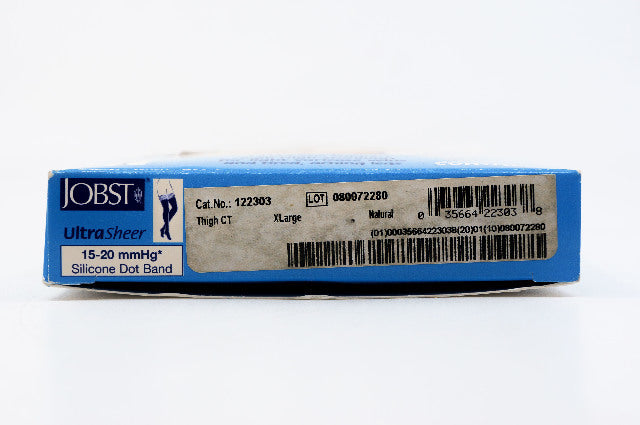 JOBST
UltraSheer
15-20 mmHg*
Silicone Dot Band
Cat.No.: 122303 LOT 080072280
Thigh CT XLarge Natural
0 35664 22303 8
(01)00035664223038(20)01(10)080072280